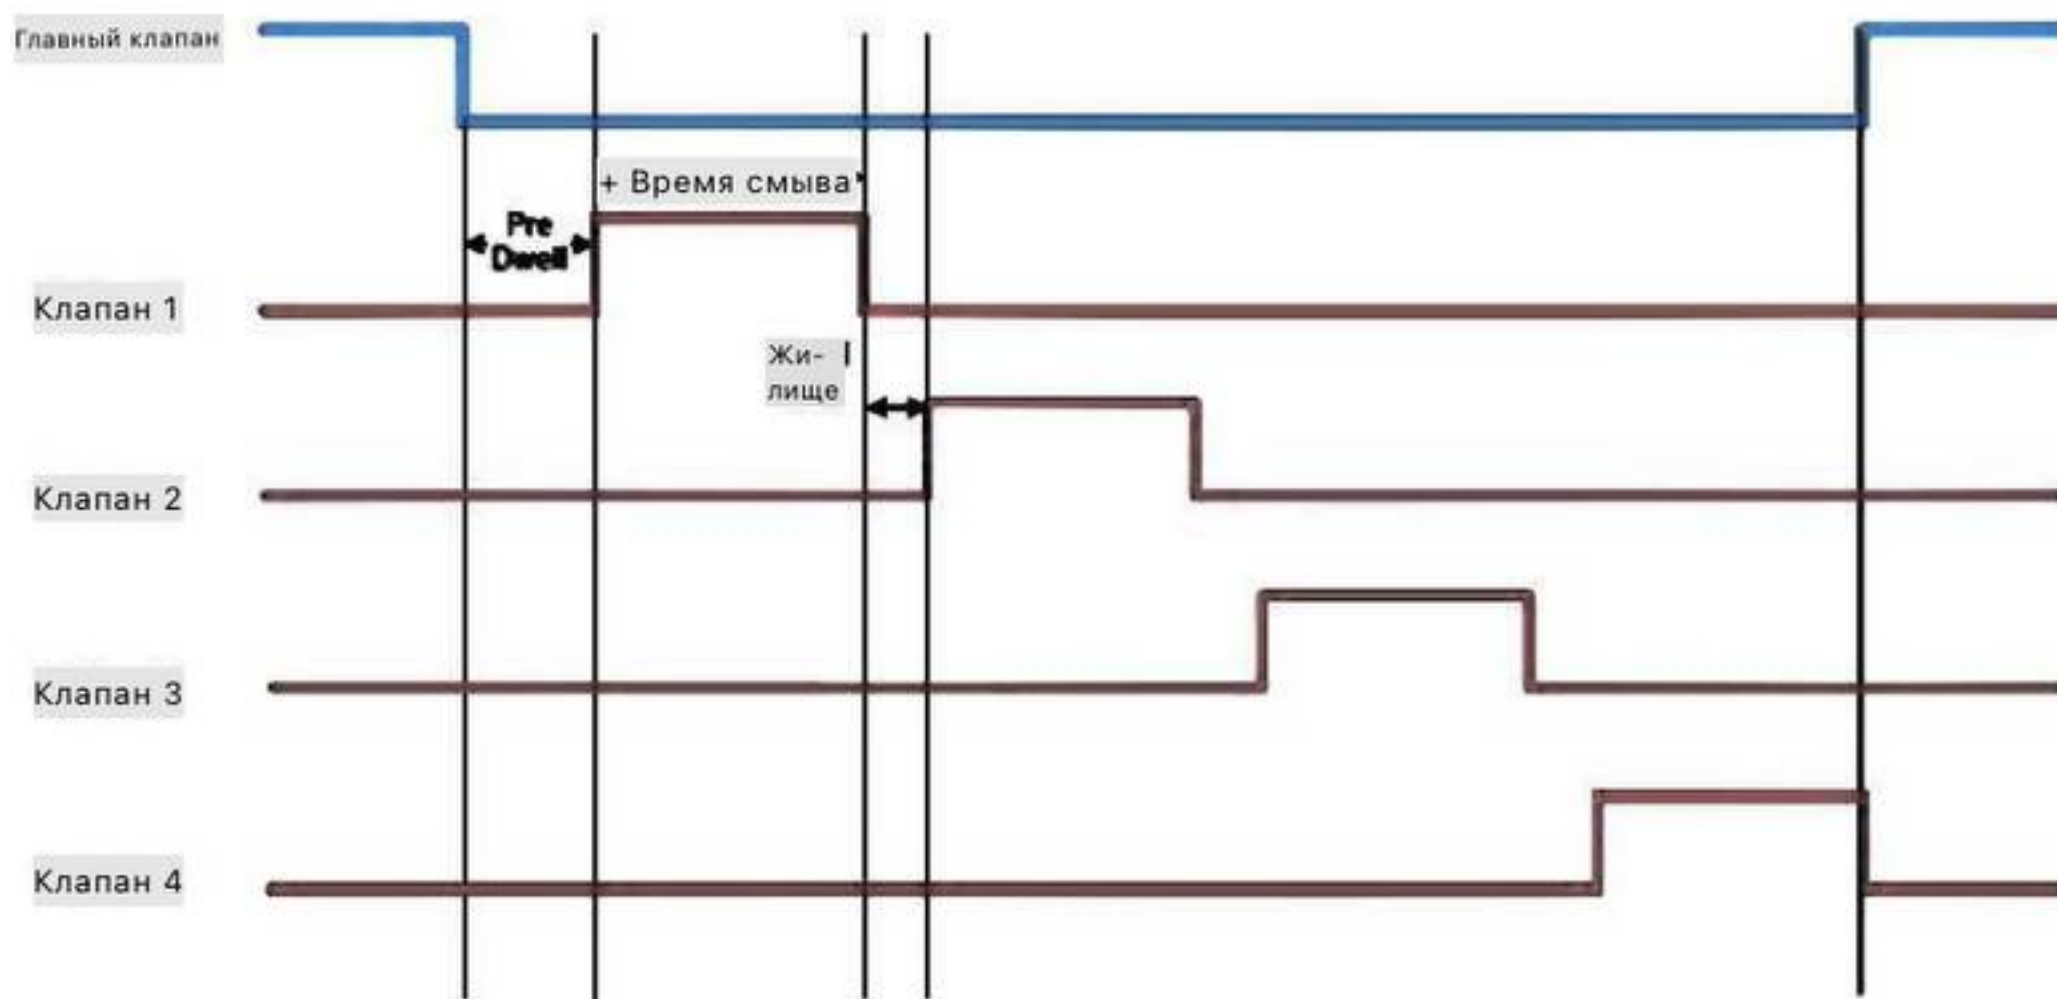 Главный клапан
+ Время смыва
Pre
Dwell
Клапан 1
Жи-
лище
Клапан 2
Клапан 3
Клапан 4